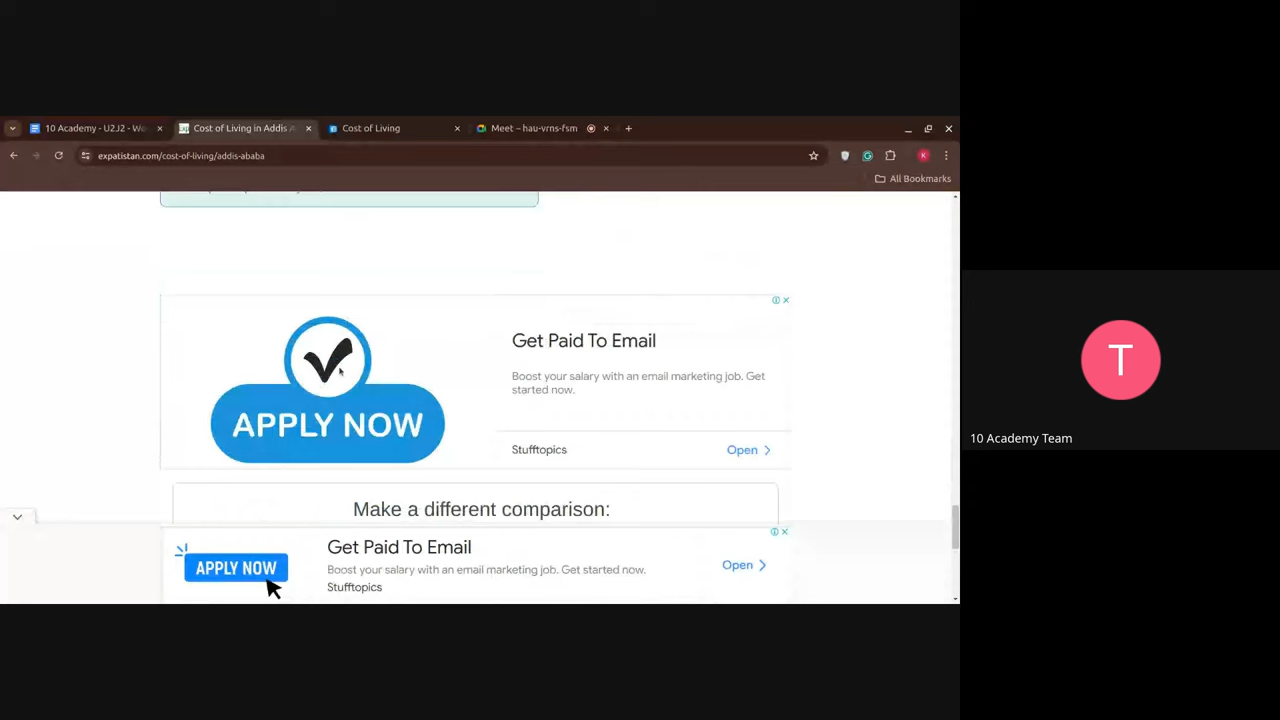 10 Academy - U2J2 - Wo
Cost of Living in Addis A
Cost of Living
Meet – hau-vrns-fsm
expatistan.com/cost-of-living/addis-ababa
K
All Bookmarks
Get Paid To Email
Boost your salary with an email marketing job. Get
started now.
APPLY NOW
Stufftopics
Open
Make a different comparison:
Get Paid To Email
APPLY NOW
Boost your salary with an email marketing job. Get started now.
Open
Stufftopics
T
10 Academy Team